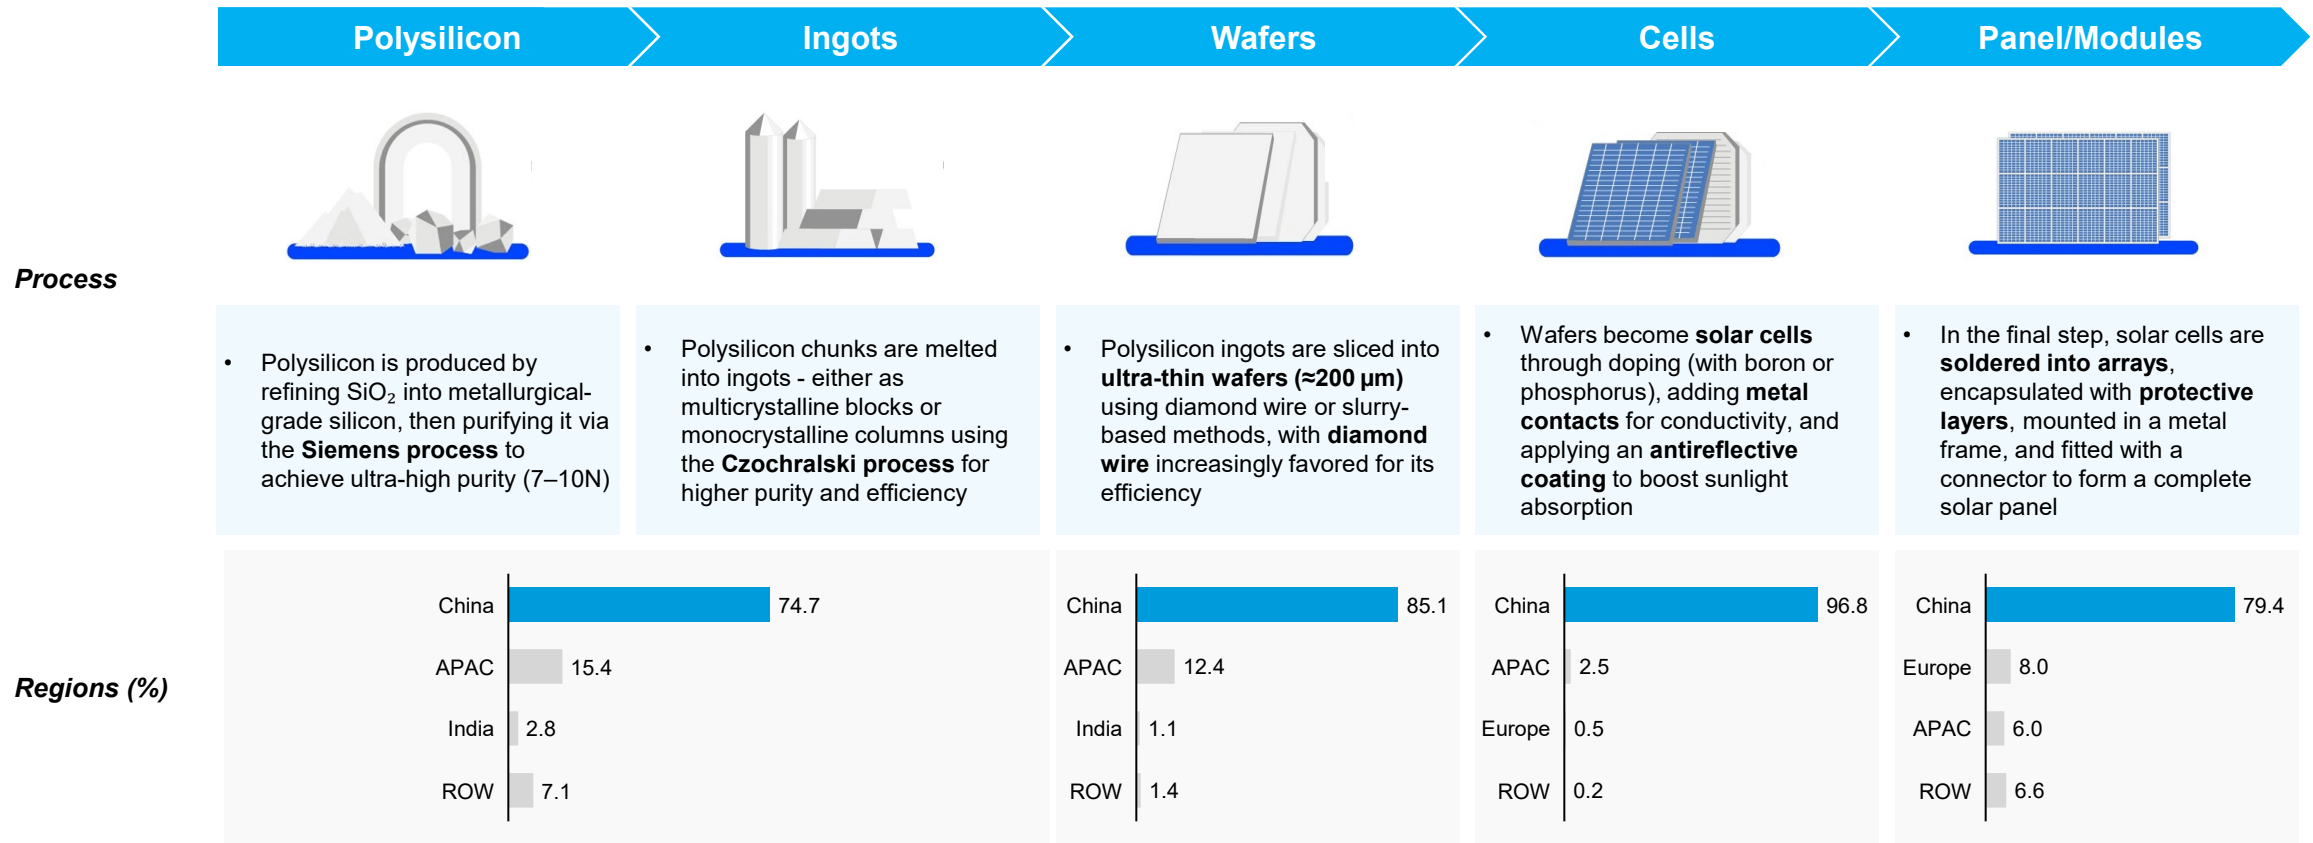 Polysilicon
Ingots
Wafers
Cells
Panel/Modules
Process
• Polysilicon is produced by
refining SiO₂ into metallurgical-
grade silicon, then purifying it via
the Siemens process to
achieve ultra-high purity (7–10N)
• Polysilicon chunks are melted
into ingots - either as
multicrystalline blocks or
monocrystalline columns using
the Czochralski process for
higher purity and efficiency
• Polysilicon ingots are sliced into
ultra-thin wafers (≈200 µm)
using diamond wire or slurry-
based methods, with diamond
wire increasingly favored for its
efficiency
• Wafers become solar cells
through doping (with boron or
phosphorus), adding metal
contacts for conductivity, and
applying an antireflective
coating to boost sunlight
absorption
• In the final step, solar cells are
soldered into arrays,
encapsulated with protective
layers, mounted in a metal
frame, and fitted with a
connector to form a complete
solar panel
Regions (%)
China 74.7
APAC 15.4
India 2.8
ROW 7.1
China 85.1
APAC 12.4
India 1.1
ROW 1.4
China 96.8
APAC 2.5
Europe 0.5
ROW 0.2
China 79.4
Europe 8.0
APAC 6.0
ROW 6.6